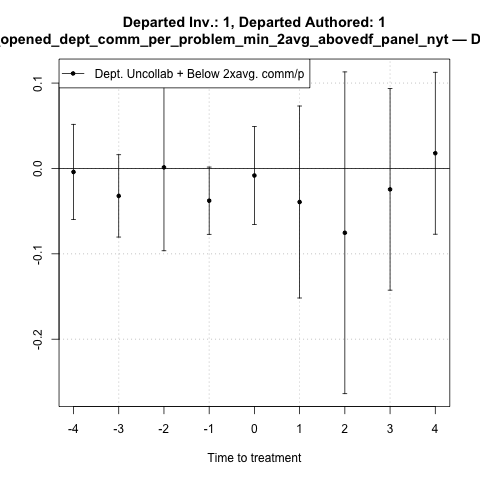 Departed Inv.: 1, Departed Authored: 1
opened_dept_comm_per_problem_min_2avg_abovedf_panel_nyt — D
Dept. Uncollab + Below 2xavg. comm/p
0.1
0.0
-0.1
-0.2
-4 -3 -2 -1 0 1 2 3 4
Time to treatment